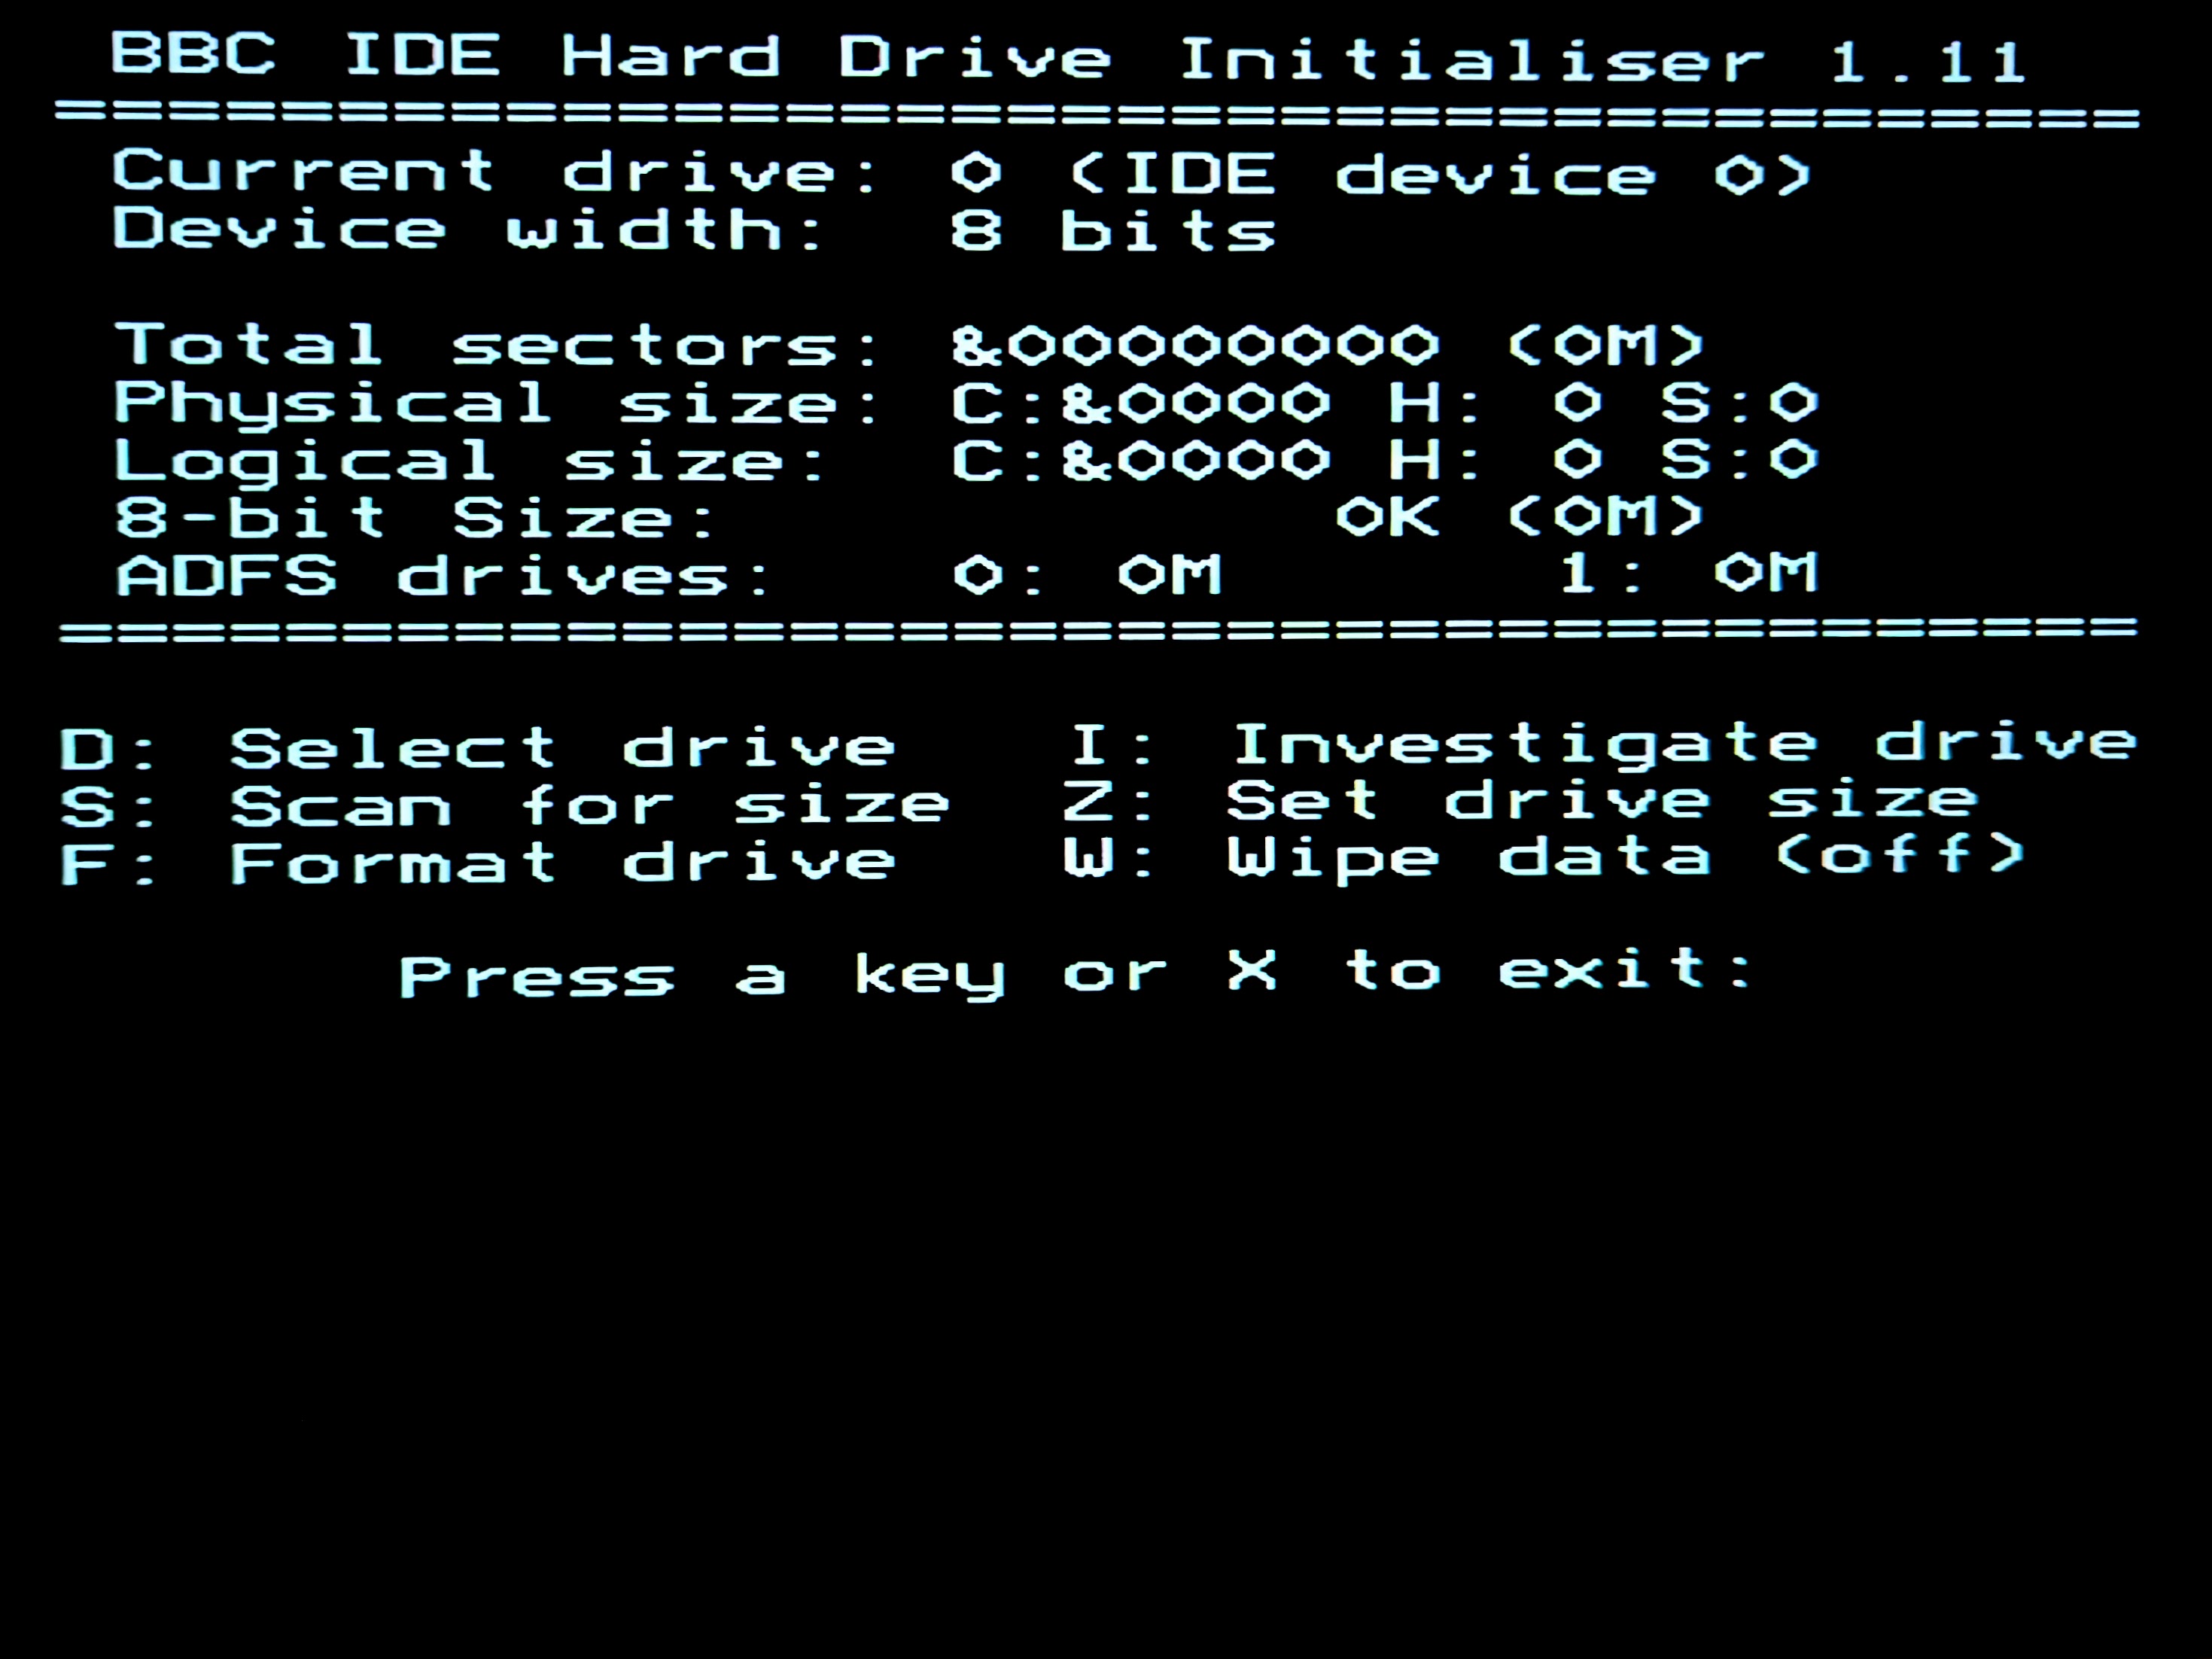 BBC IDE Hard Drive Initialiser 1.11
======================================
Current drive: 0 (IDE device 0)
Device width:  8 bits
Total sectors: &00000000 (0M)
Physical size: C:&0000 H: 0 S:0
Logical size:  C:&0000 H: 0 S:0
8-bit Size:           0K (0M)
ADFS drives:   0: 0M      1: 0M
======================================
D: Select drive   I: Investigate drive
S: Scan for size  Z: Set drive size
F: Format drive   W: Wipe data (off)
Press a key or X to exit: